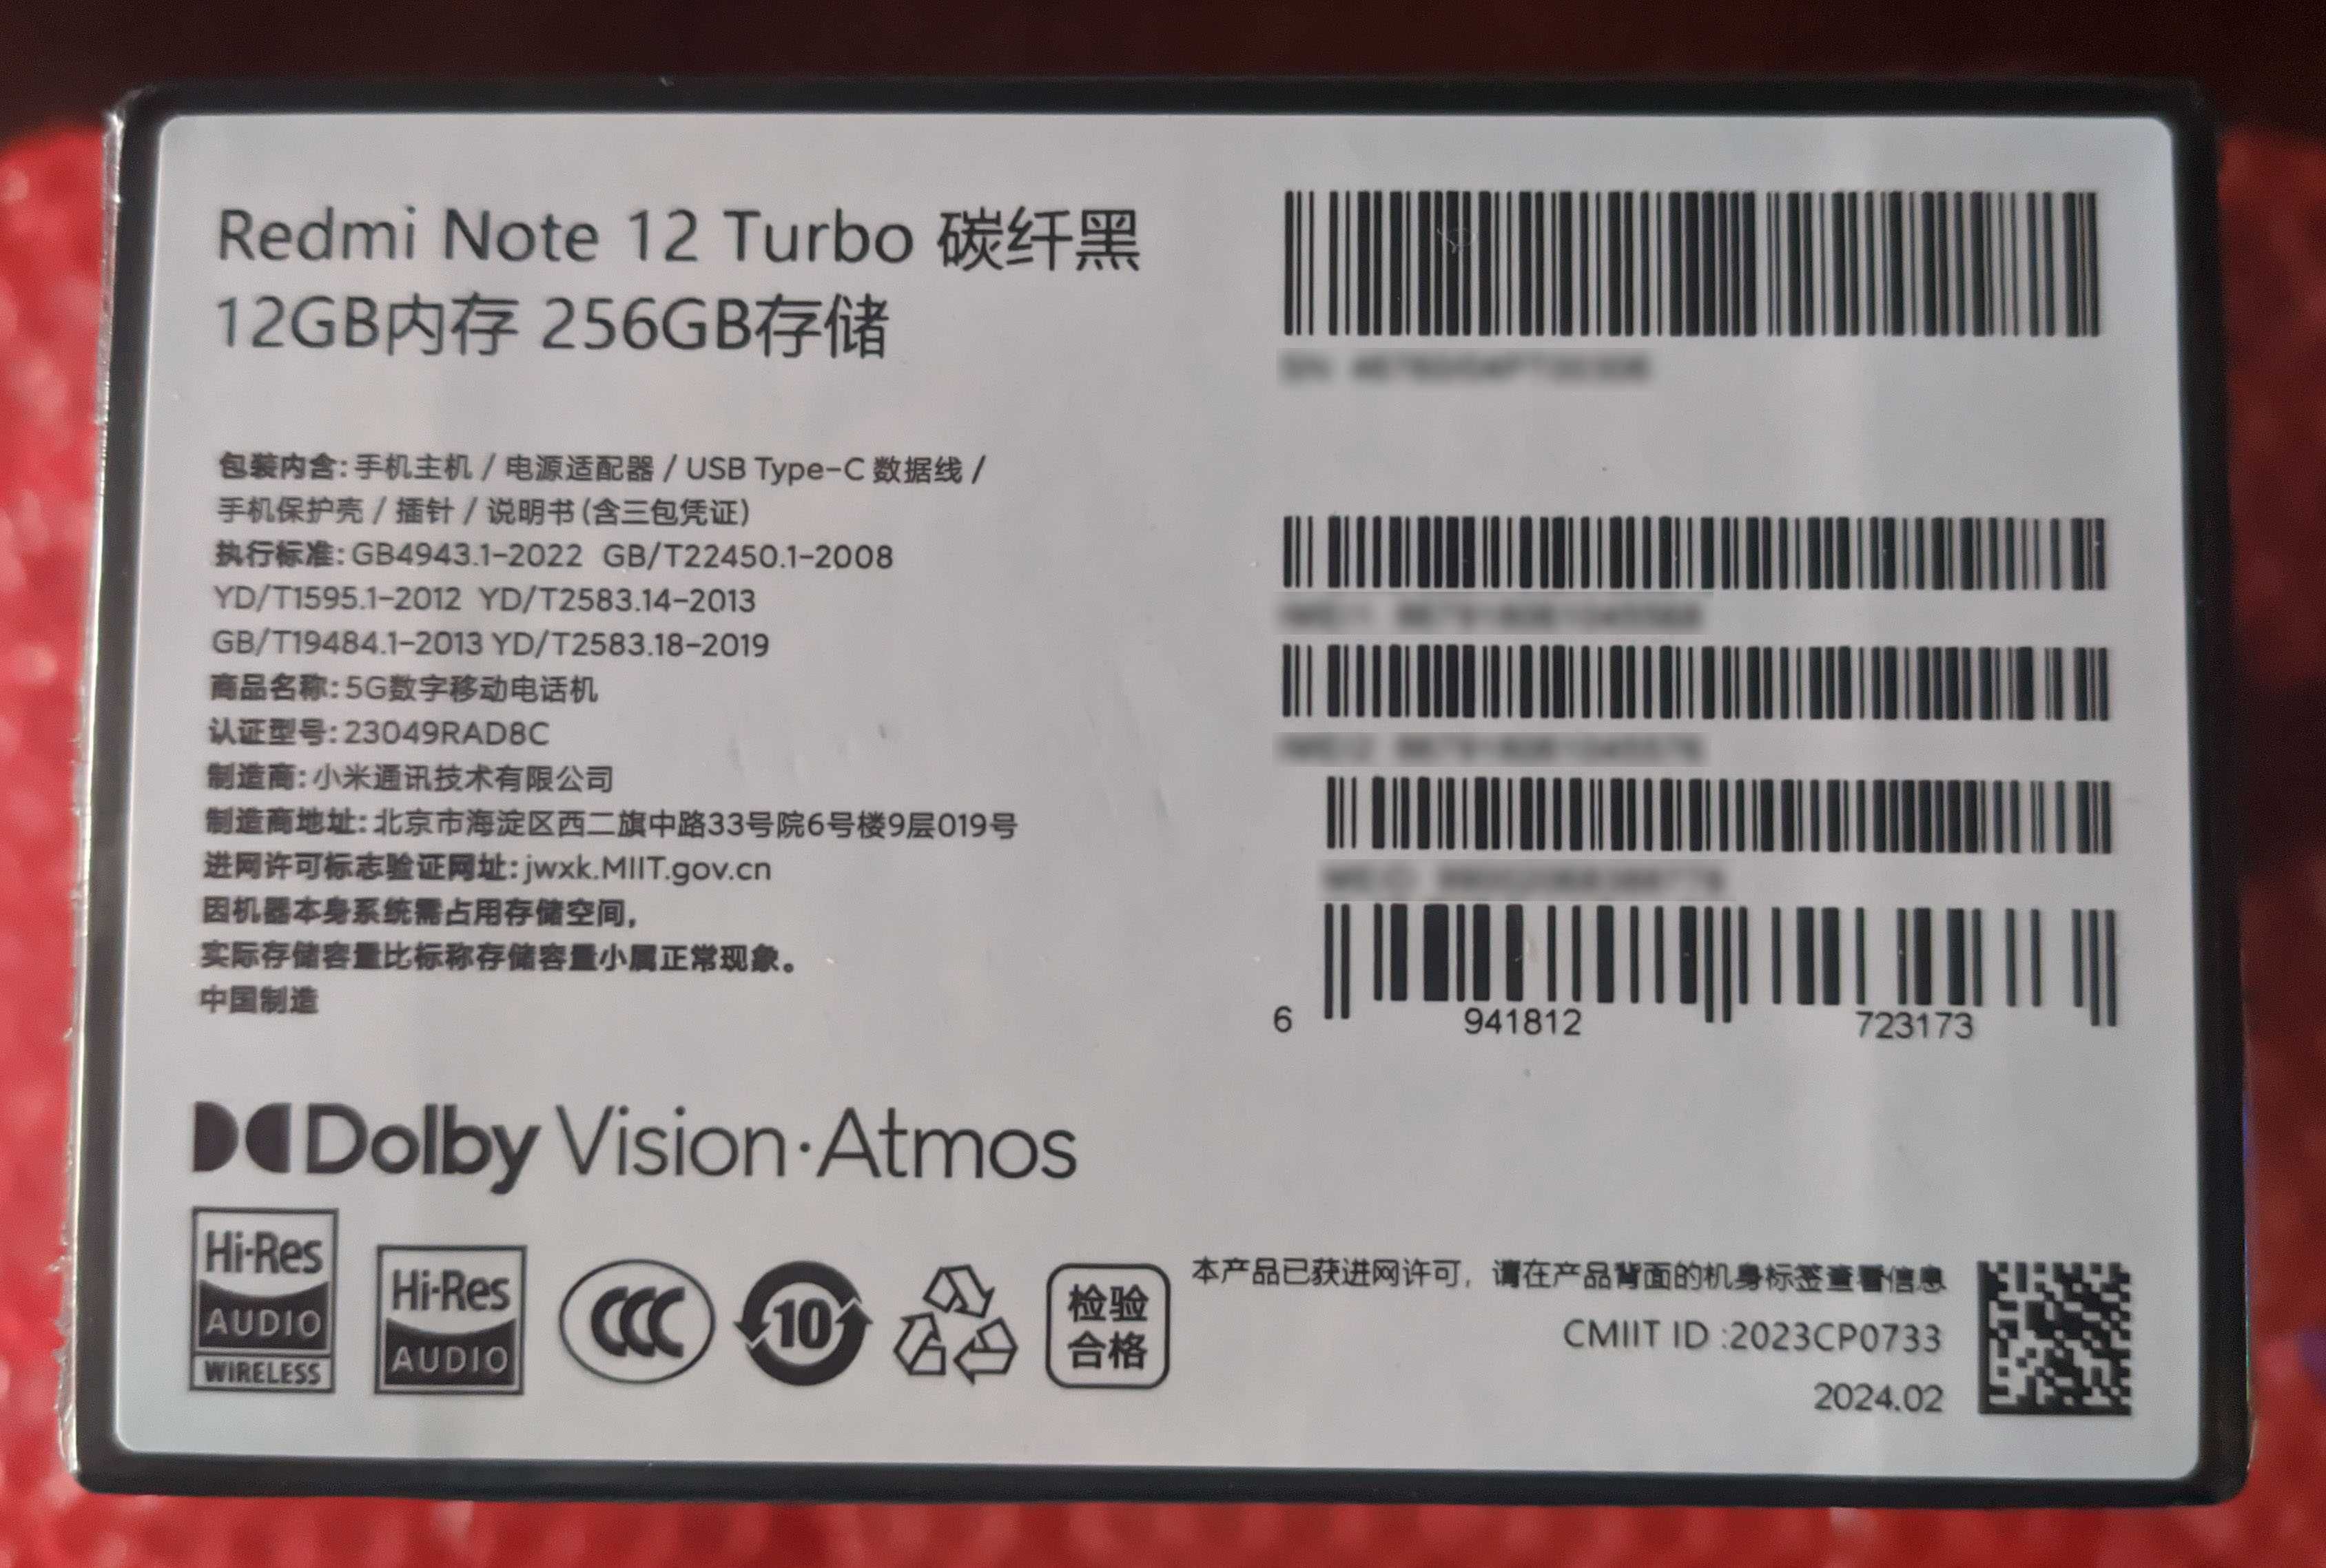 Redmi Note 12 Turbo 碳纤黑
12GB内存 256GB存储
包装内含: 手机主机 / 电源适配器 / USB Type-C 数据线 /
手机保护壳 / 插针 / 说明书(含三包凭证)
执行标准: GB4943.1-2022 GB/T22450.1-2008
YD/T1595.1-2012 YD/T2583.14-2013
GB/T19484.1-2013 YD/T2583.18-2019
商品名称: 5G数字移动电话机
认证型号: 23049RAD8C
制造商: 小米通讯技术有限公司
制造商地址: 北京市海淀区西二旗中路33号院6号楼9层019号
进网许可标志验证网址: jwxk.MIIT.gov.cn
因机器本身系统需占用存储空间,
实际存储容量比标称存储容量小属正常现象。
中国制造
6 941812 723173
Dolby Vision·Atmos
Hi-Res AUDIO WIRELESS
Hi-Res AUDIO
CCC
10
检验
合格
本产品已获进网许可, 请在产品背面的机身标签查看信息
CMIIT ID :2023CP0733
2024.02